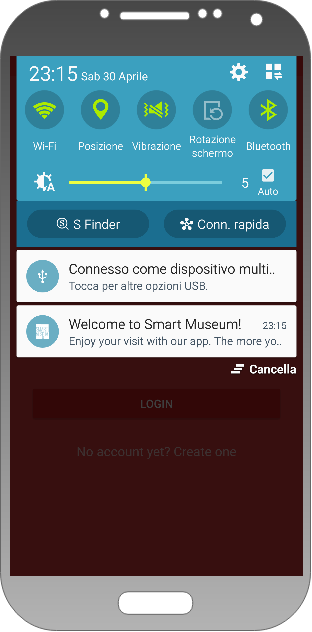 23:15 Sab 30 Aprile
Wi-Fi Posizione Vibrazione Rotazione schermo Bluetooth
A 5 Auto
S Finder Conn. rapida
Connesso come dispositivo multi..
Tocca per altre opzioni USB.
Welcome to Smart Museum! 23:15
Enjoy your visit with our app. The more yo..
Cancella
LOGIN
No account yet? Create one